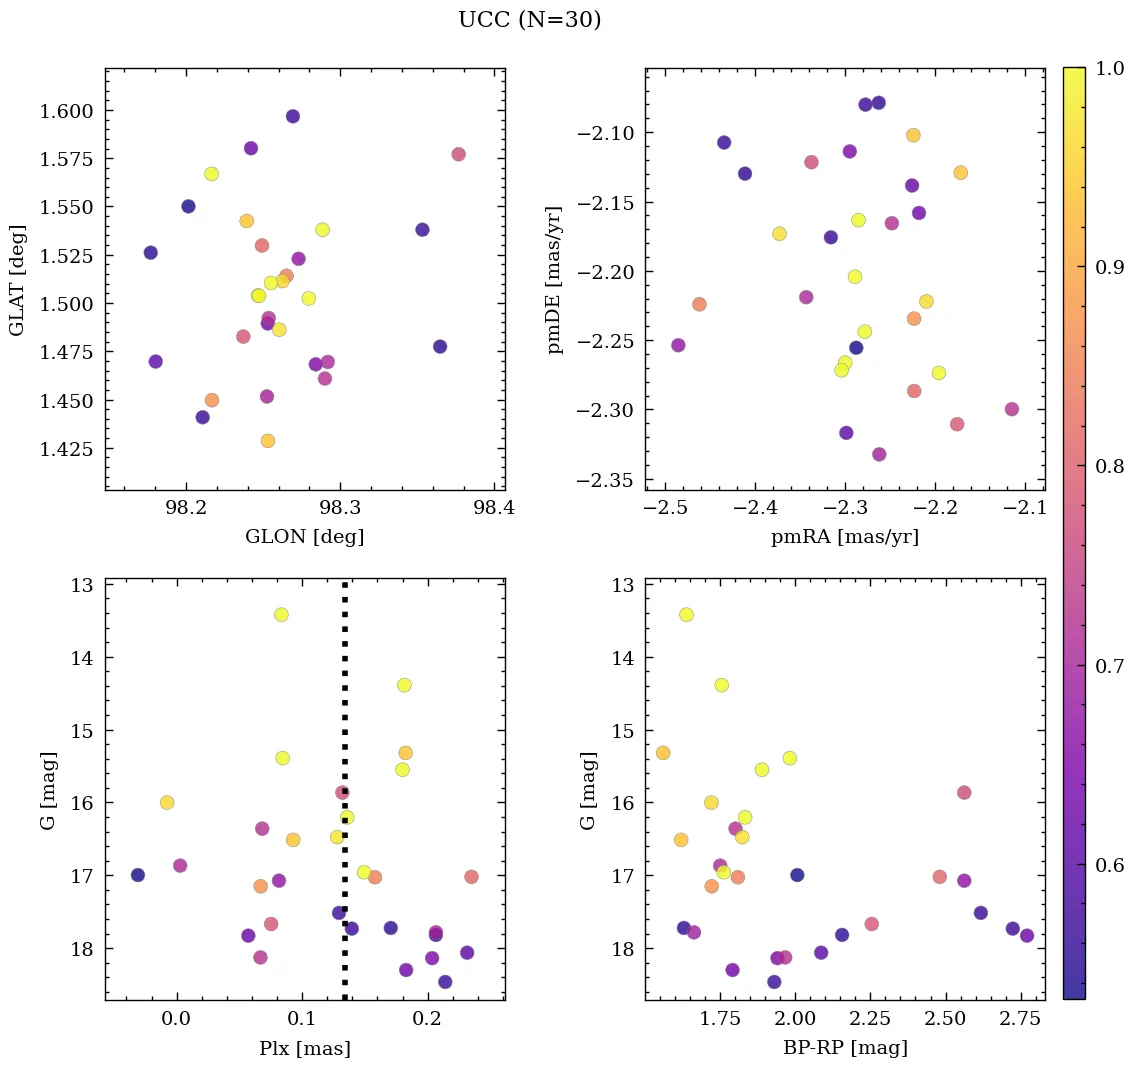 UCC (N=30)
1.600
1.575
1.550
1.525
1.500
1.475
1.450
1.425
GLAT [deg]
98.2 98.3 98.4
GLON [deg]
−2.10
−2.15
−2.20
−2.25
−2.30
−2.35
pmDE [mas/yr]
−2.5 −2.4 −2.3 −2.2 −2.1
pmRA [mas/yr]
1.0
0.9
0.8
0.7
0.6
13
14
15
16
17
18
G [mag]
0.0 0.1 0.2
Plx [mas]
13
14
15
16
17
18
G [mag]
1.75 2.00 2.25 2.50 2.75
BP-RP [mag]